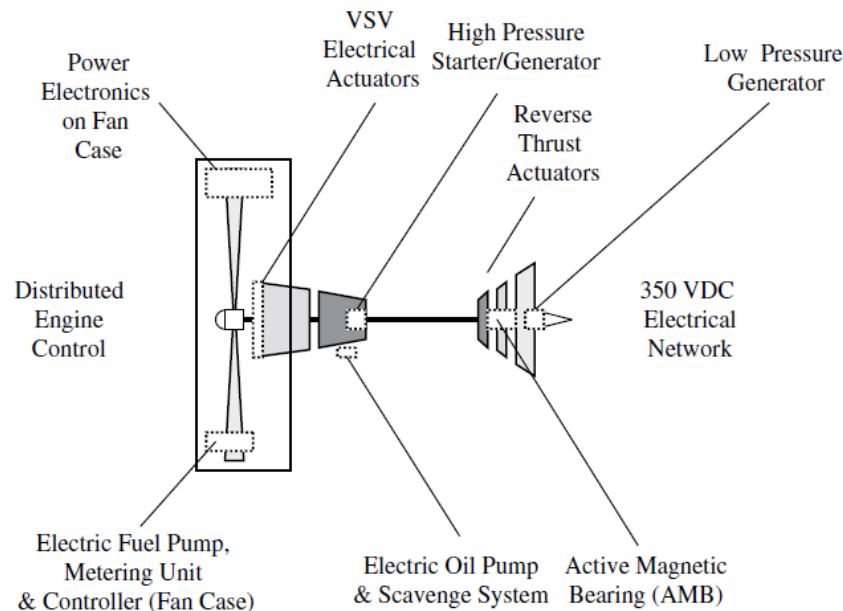 VSV
Electrical
Actuators
High Pressure
Starter/Generator
Low Pressure
Generator
Power
Electronics
on Fan
Case
Reverse
Thrust
Actuators
Distributed
Engine
Control
350 VDC
Electrical
Network
Electric Fuel Pump,
Metering Unit
& Controller (Fan Case)
Electric Oil Pump
& Scavenge System
Active Magnetic
Bearing (AMB)